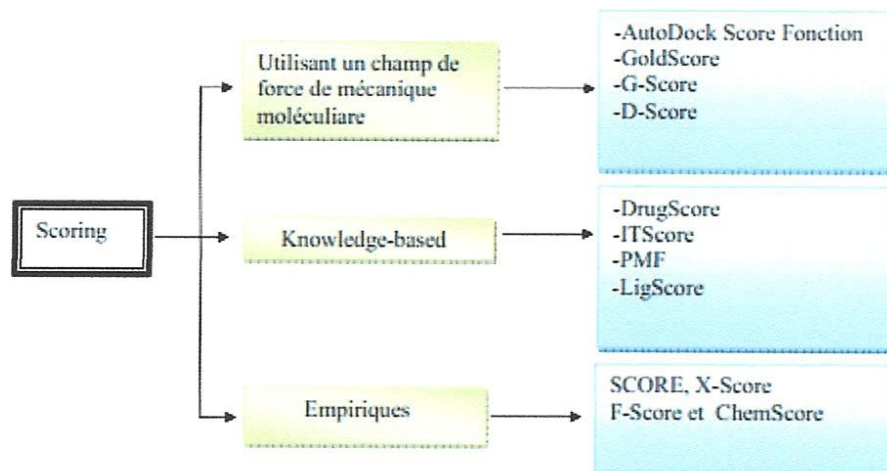 Scoring
Utilisant un champ de
force de mécanique
moléculiare
-AutoDock Score Fonction
-GoldScore
-G-Score
-D-Score
Knowledge-based
-DrugScore
-ITScore
-PMF
-LigScore
Empiriques
SCORE, X-Score
F-Score et ChemScore